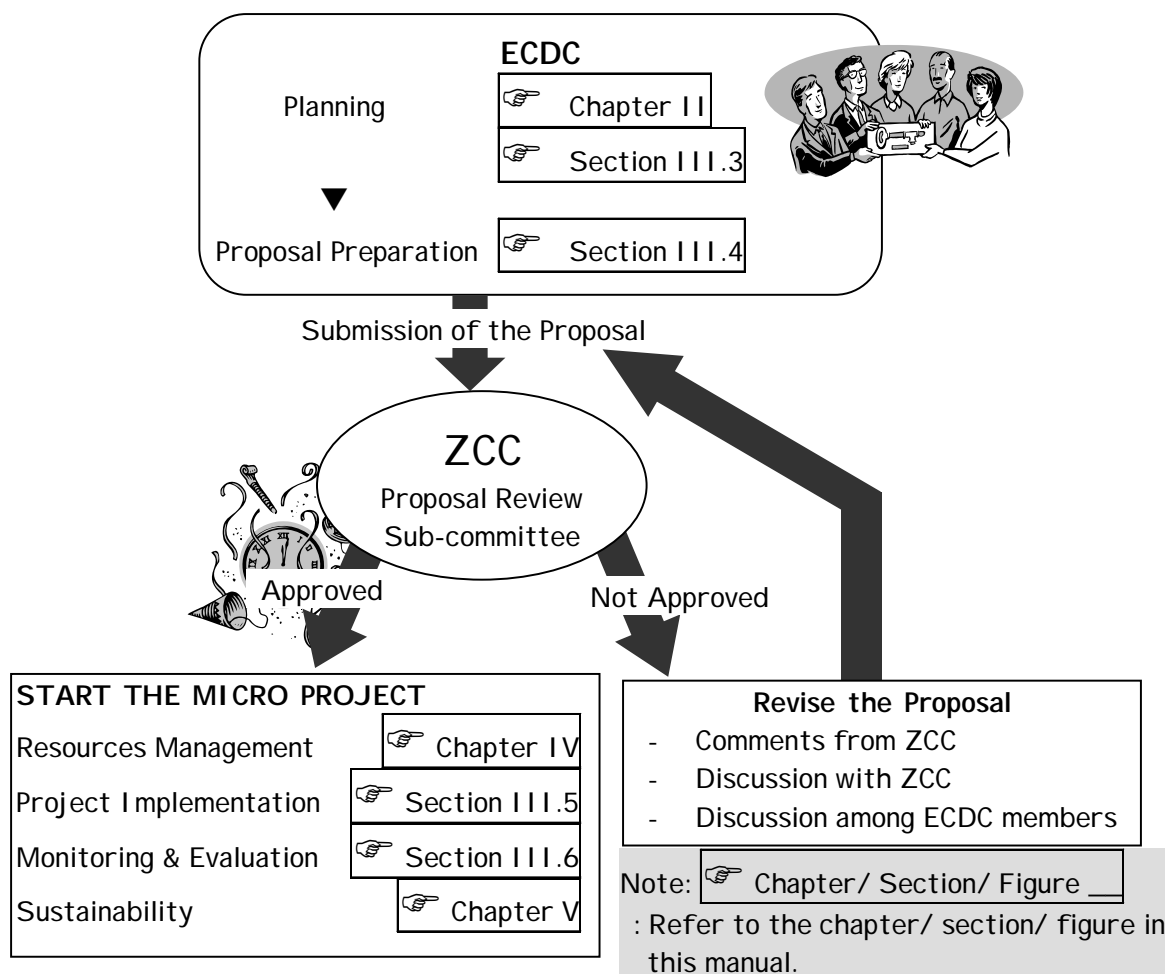 ECDC
Planning
☞ Chapter II
☞ Section III.3
▼
Proposal Preparation ☞ Section III.4
Submission of the Proposal
ZCC
Proposal Review
Sub-committee
Approved
Not Approved
START THE MICRO PROJECT
Resources Management ☞ Chapter IV
Project Implementation ☞ Section III.5
Monitoring & Evaluation ☞ Section III.6
Sustainability ☞ Chapter V
Revise the Proposal
- Comments from ZCC
- Discussion with ZCC
- Discussion among ECDC members
Note: ☞ Chapter/ Section/ Figure __
: Refer to the chapter/ section/ figure in
this manual.